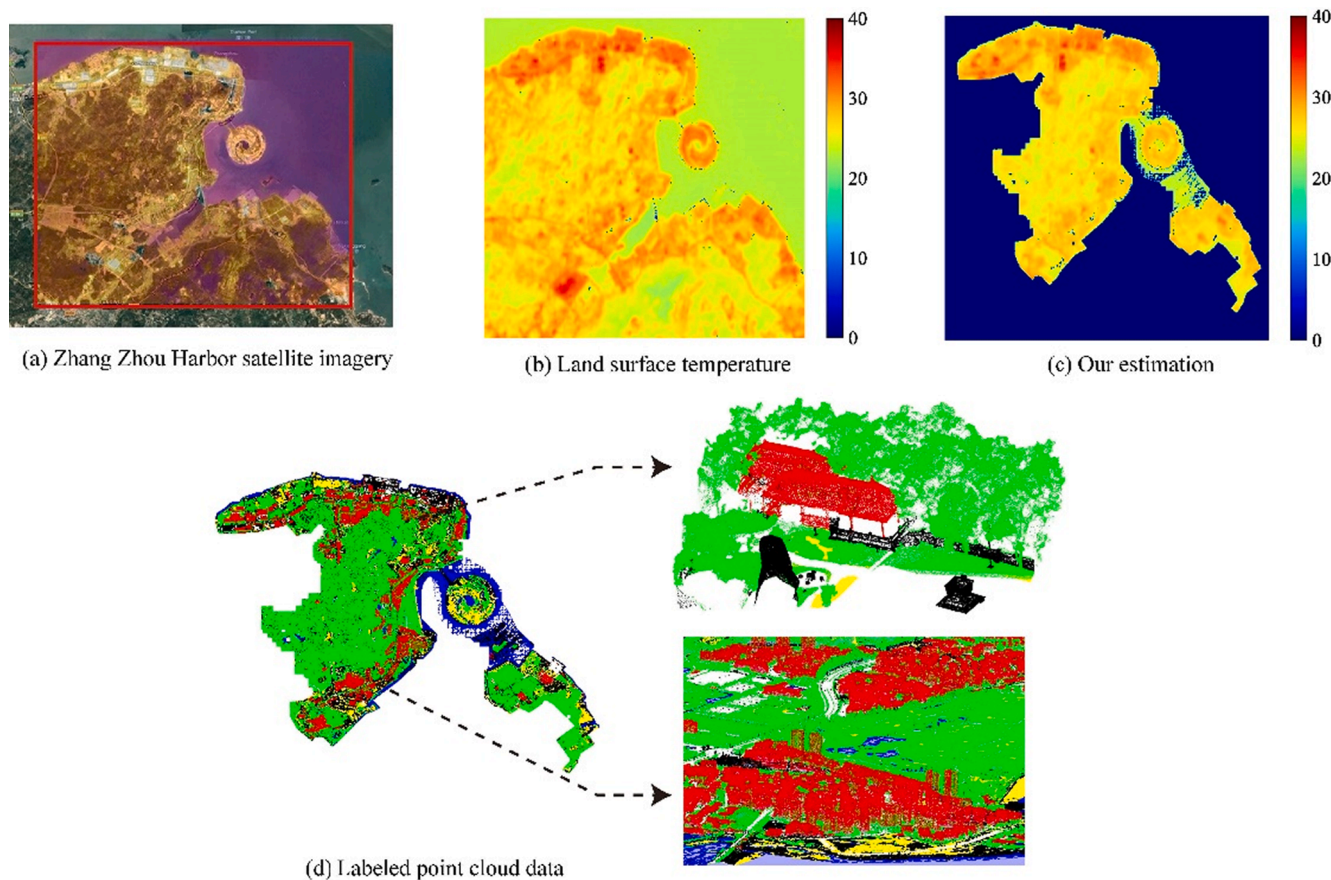 40
30
20
10
0
40
30
20
10
0
(a) Zhang Zhou Harbor satellite imagery
(b) Land surface temperature
(c) Our estimation
(d) Labeled point cloud data